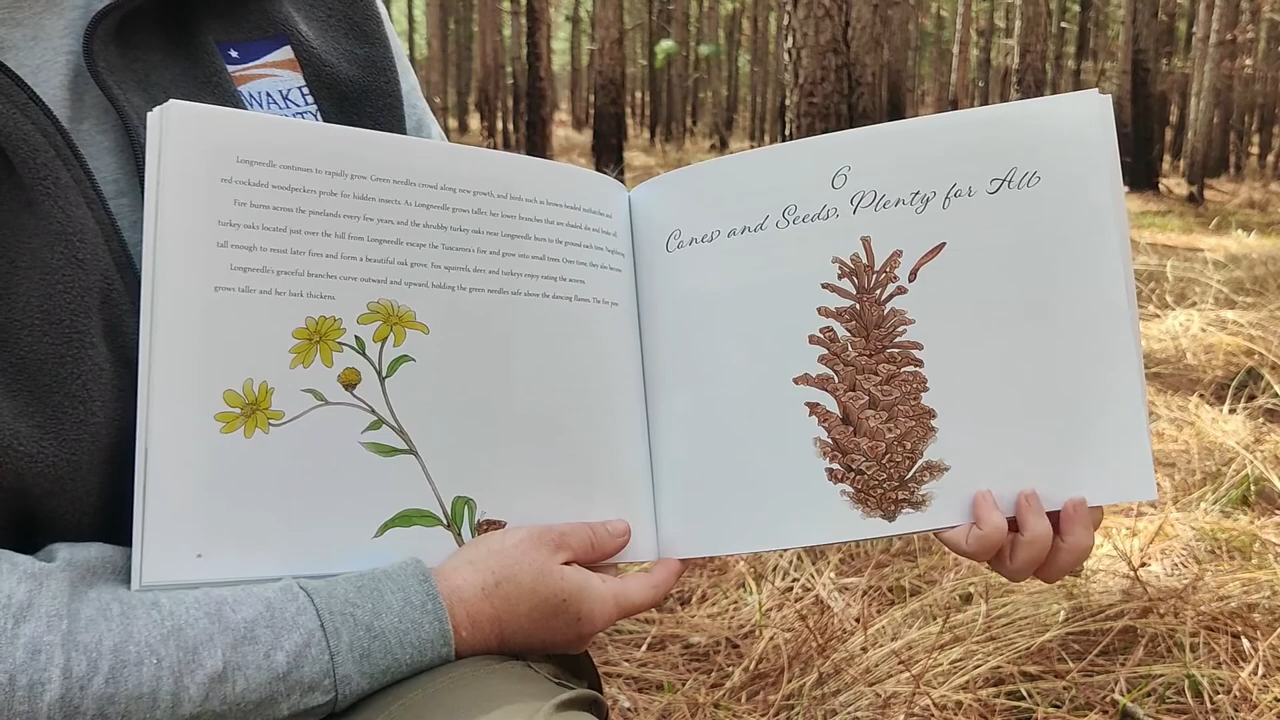 WAKE
COUNTY
Longneedle continues to rapidly grow. Green needles crowd along new growth, and birds such as brown-headed nuthatches and
red-cockaded woodpeckers probe for hidden insects. As Longneedle grows taller, her lower branches that are shaded, die and break off.
Fire burns across the pinelands every few years, and the shrubby turkey oaks near Longneedle burn to the ground each time. Neighboring
turkey oaks located just over the hill from Longneedle escape the Tuscarora's fire and grow into small trees. Over time, they also become
tall enough to resist later fires and form a beautiful oak grove. Fox squirrels, deer, and turkeys enjoy eating the acorns.
Longneedle's graceful branches curve outward and upward, holding the green needles safe above the dancing flames. The fire pine
grows taller and her bark thickens.
6
Cones and Seeds, Plenty for All